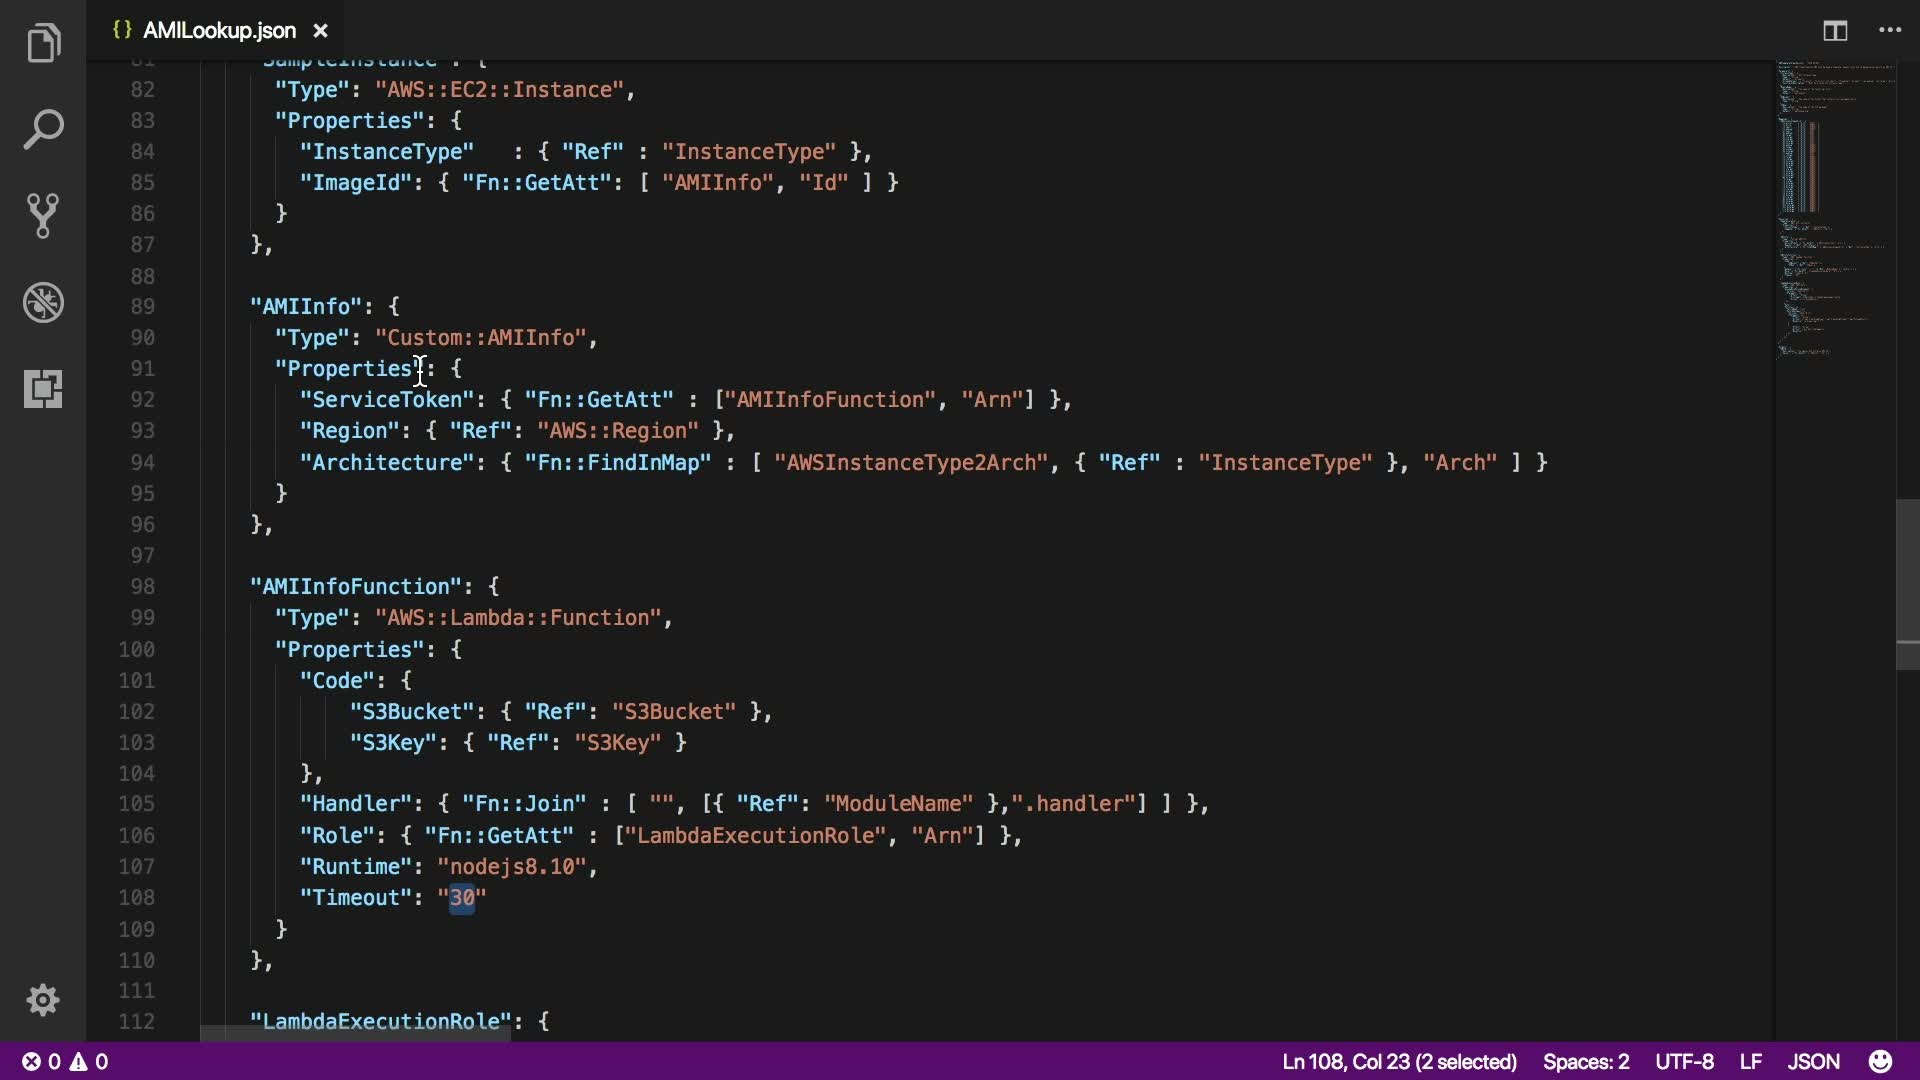 {} AMILookup.json ×
81 "SampleInstance": {
82 "Type": "AWS::EC2::Instance",
83 "Properties": {
84 "InstanceType"   : { "Ref" : "InstanceType" },
85 "ImageId": { "Fn::GetAtt": [ "AMIInfo", "Id" ] }
86 }
87 },
88
89 "AMIInfo": {
90 "Type": "Custom::AMIInfo",
91 "Properties": {
92 "ServiceToken": { "Fn::GetAtt" : ["AMIInfoFunction", "Arn"] },
93 "Region": { "Ref": "AWS::Region" },
94 "Architecture": { "Fn::FindInMap" : [ "AWSInstanceType2Arch", { "Ref" : "InstanceType" }, "Arch" ] }
95 }
96 },
97
98 "AMIInfoFunction": {
99 "Type": "AWS::Lambda::Function",
100 "Properties": {
101 "Code": {
102 "S3Bucket": { "Ref": "S3Bucket" },
103 "S3Key": { "Ref": "S3Key" }
104 },
105 "Handler": { "Fn::Join" : [ "", [{ "Ref": "ModuleName" },".handler"] ] },
106 "Role": { "Fn::GetAtt" : ["LambdaExecutionRole", "Arn"] },
107 "Runtime": "nodejs8.10",
108 "Timeout": "30"
109 }
110 },
111
112 "LambdaExecutionRole": {
0 0 Ln 108, Col 23 (2 selected) Spaces: 2 UTF-8 LF JSON